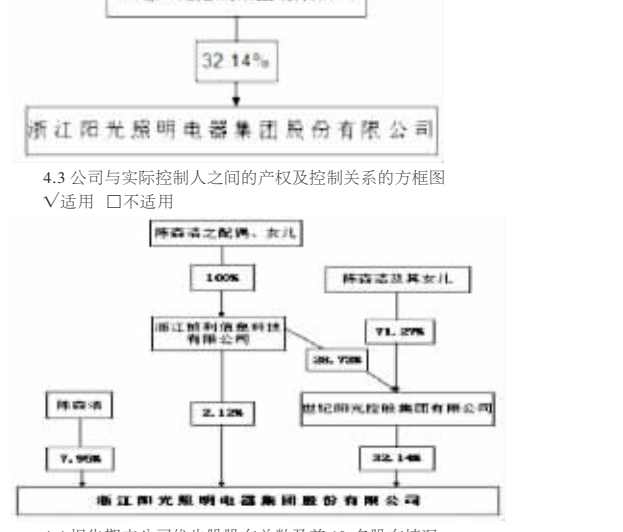 32.14%
浙江阳光照明电器集团股份有限公司
4.3 公司与实际控制人之间的产权及控制关系的方框图
√适用 □不适用
陈森洁之配偶、女儿
100%
陈森洁及其女儿
浙江桢利信息科技
有限公司
71.27%
28.73%
陈森洁
2.12%
世纪阳光控股集团有限公司
7.95%
32.14%
浙江阳光照明电器集团股份有限公司